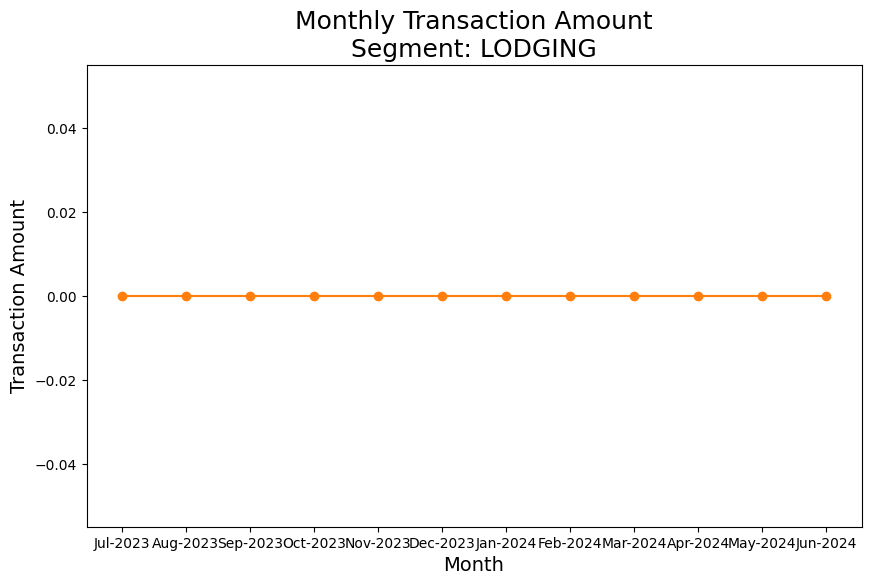 Monthly Transaction Amount
Segment: LODGING
Transaction Amount
0.04
0.02
0.00
−0.02
−0.04
Jul-2023 Aug-2023 Sep-2023 Oct-2023 Nov-2023 Dec-2023 Jan-2024 Feb-2024 Mar-2024 Apr-2024 May-2024 Jun-2024
Month